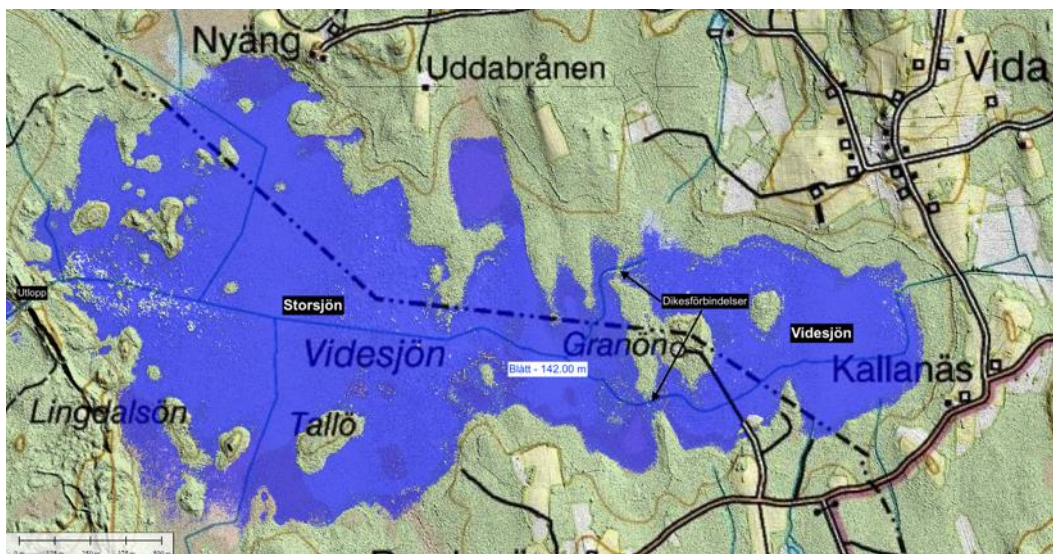 Nyäng
Uddabrånen
Vida
Utlopp
Storsjön
Dikesförbindelser
Videsjön
Videsjön
Granön
Blått - 142.00 m
Kallanäs
Lingdalsön
Tallö